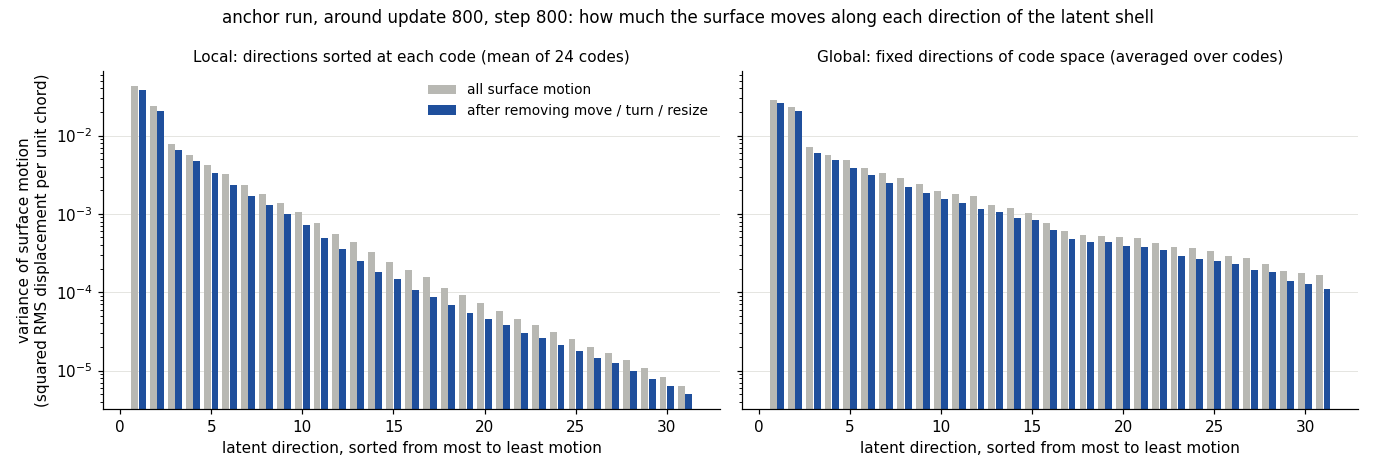 anchor run, around update 800, step 800: how much the surface moves along each direction of the latent shell
Local: directions sorted at each code (mean of 24 codes)
all surface motion
after removing move / turn / resize
variance of surface motion
(squared RMS displacement per unit chord)
10⁻²
10⁻³
10⁻⁴
10⁻⁵
0 5 10 15 20 25 30
latent direction, sorted from most to least motion
Global: fixed directions of code space (averaged over codes)
0 5 10 15 20 25 30
latent direction, sorted from most to least motion